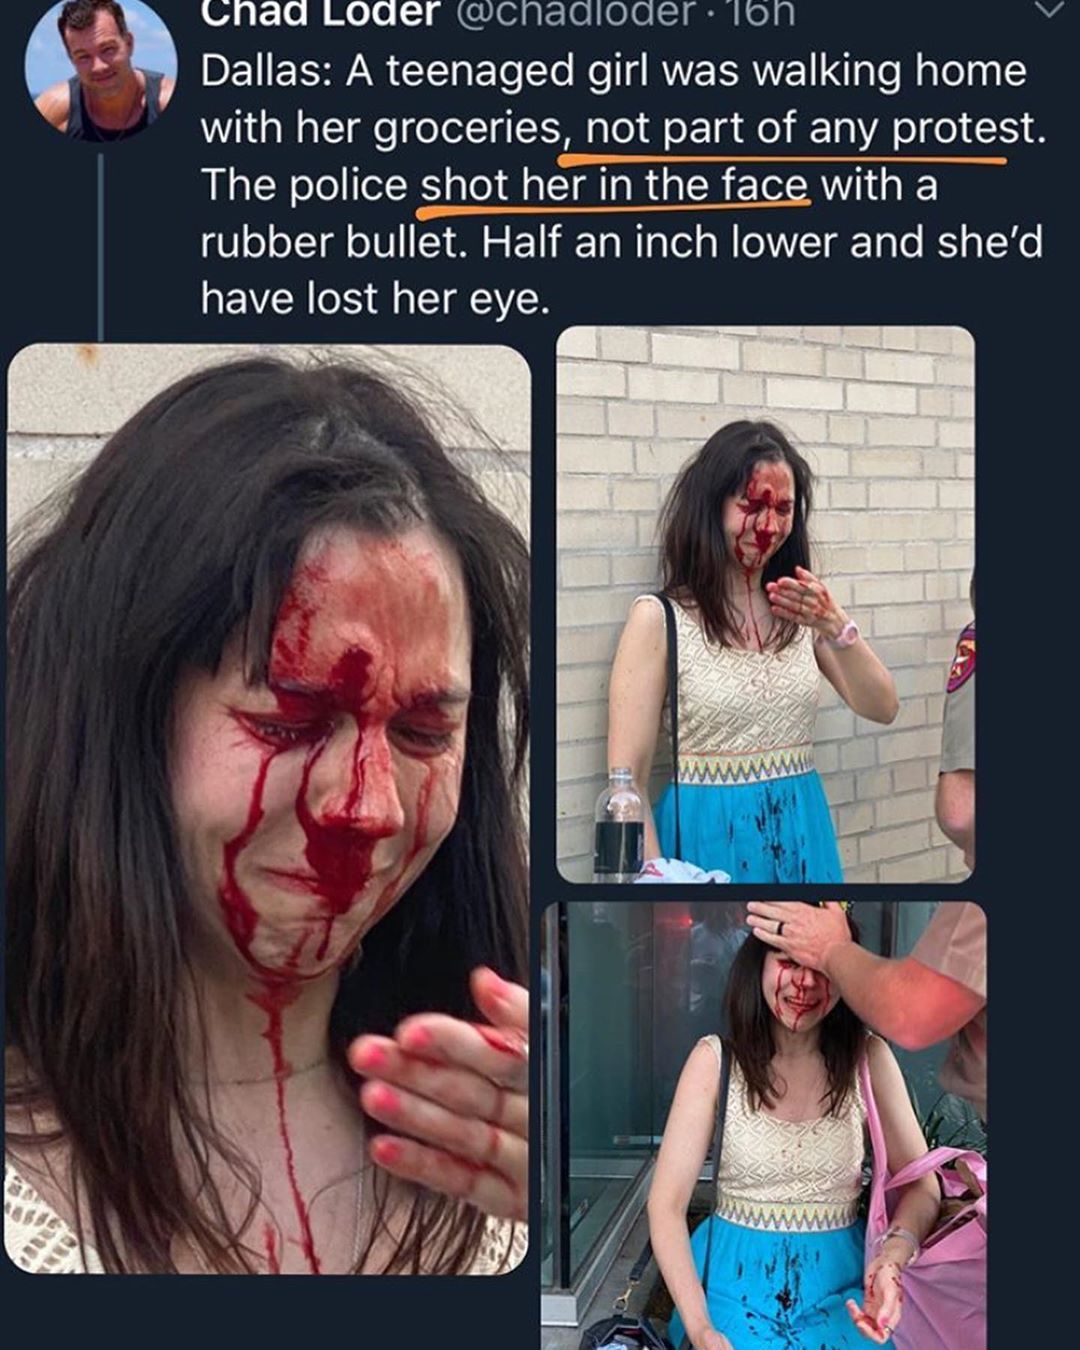 Chad Loder @chadloder · 16h
Dallas: A teenaged girl was walking home
with her groceries, not part of any protest.
The police shot her in the face with a
rubber bullet. Half an inch lower and she’d
have lost her eye.